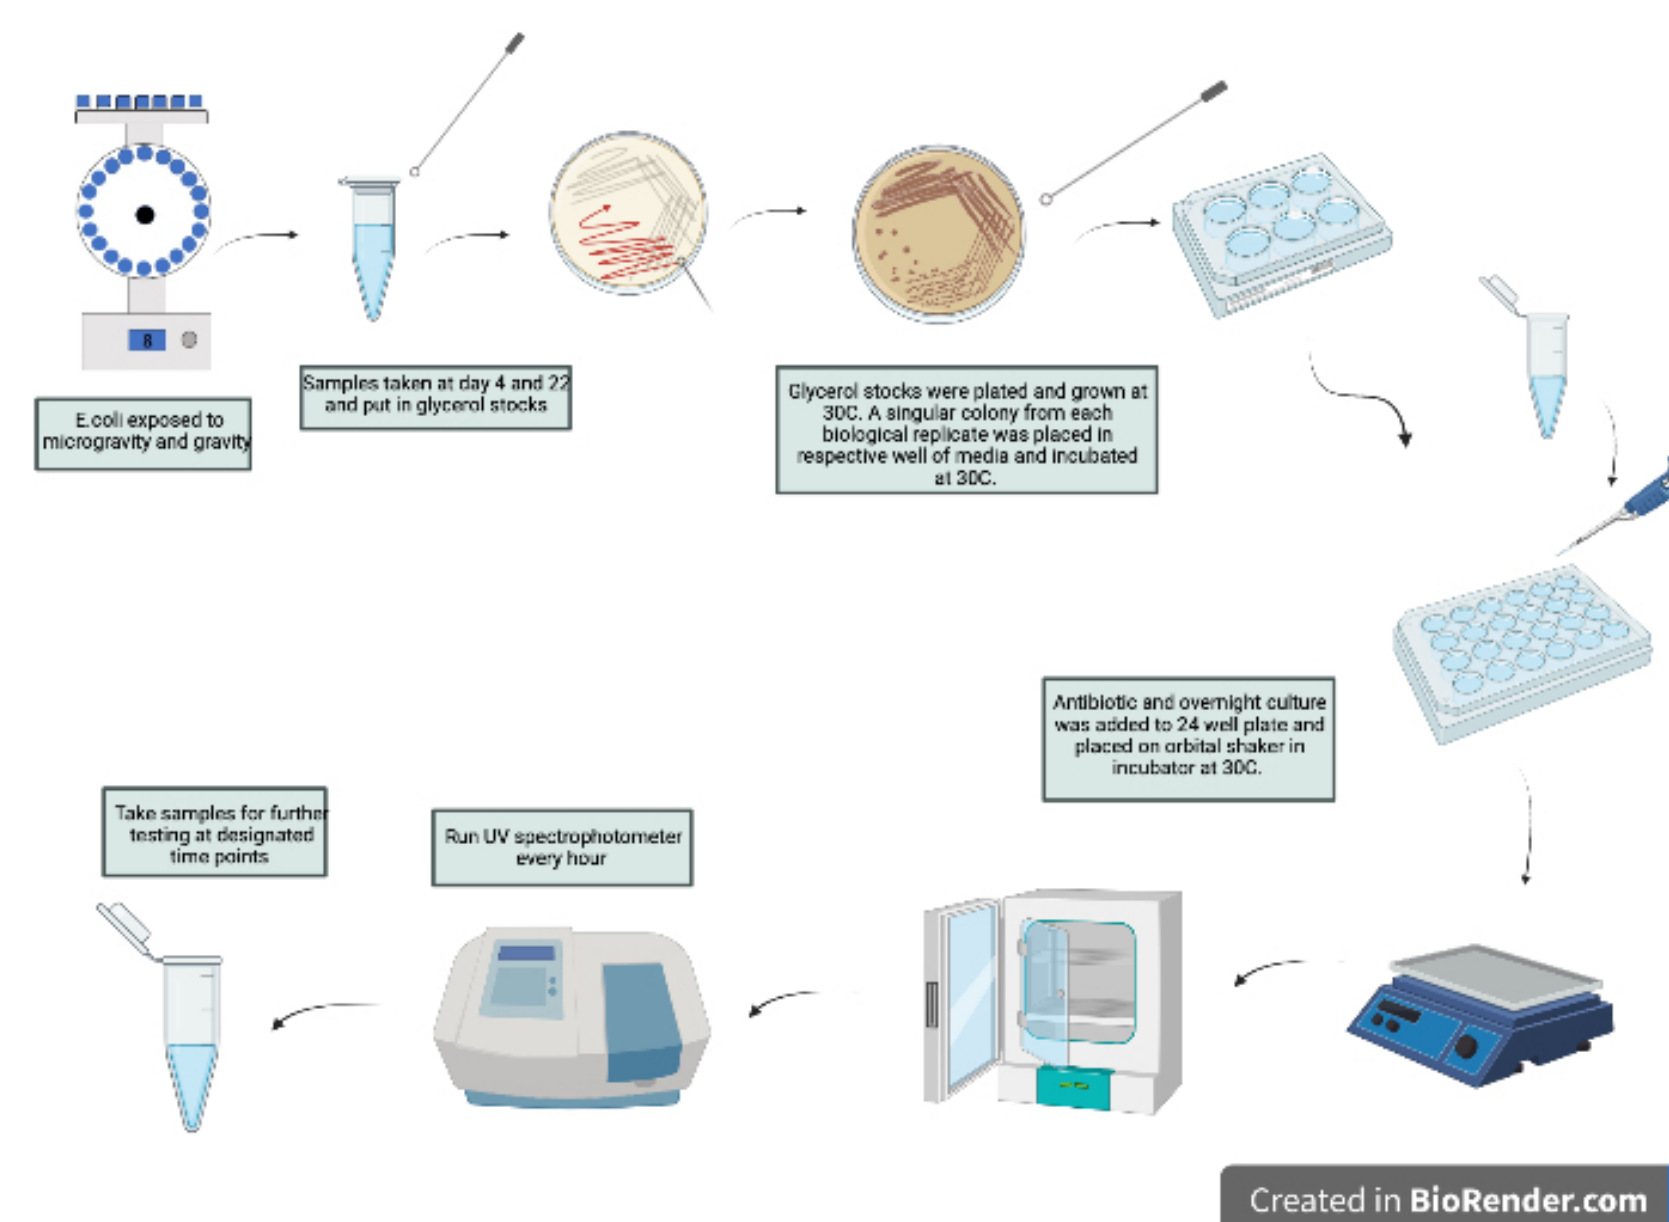 8
E.coli exposed to
microgravity and gravity
Samples taken at day 4 and 22
and put in glycerol stocks
Glycerol stocks were plated and grown at
30C. A singular colony from each
biological replicate was placed in
respective well of media and incubated
at 30C.
Antibiotic and overnight culture
was added to 24 well plate and
placed on orbital shaker in
incubator at 30C.
Run UV spectrophotometer
every hour
Take samples for further
testing at designated
time points
Created in BioRender.com